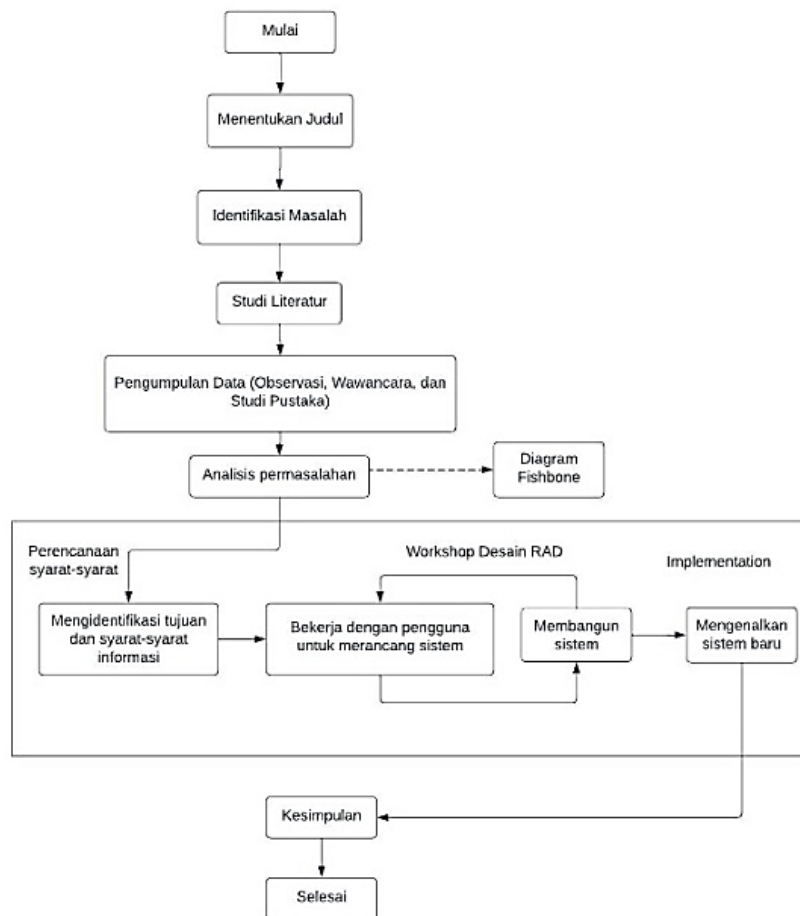 Mulai
Menentukan Judul
Identifikasi Masalah
Studi Literatur
Pengumpulan Data (Observasi, Wawancara, dan
Studi Pustaka)
Analisis permasalahan
Diagram
Fishbone
Perencanaan
syarat-syarat
Workshop Desain RAD
Implementation
Mengidentifikasi tujuan
dan syarat-syarat
informasi
Bekerja dengan pengguna
untuk merancang sistem
Membangun
sistem
Mengenalkan
sistem baru
Kesimpulan
Selesai